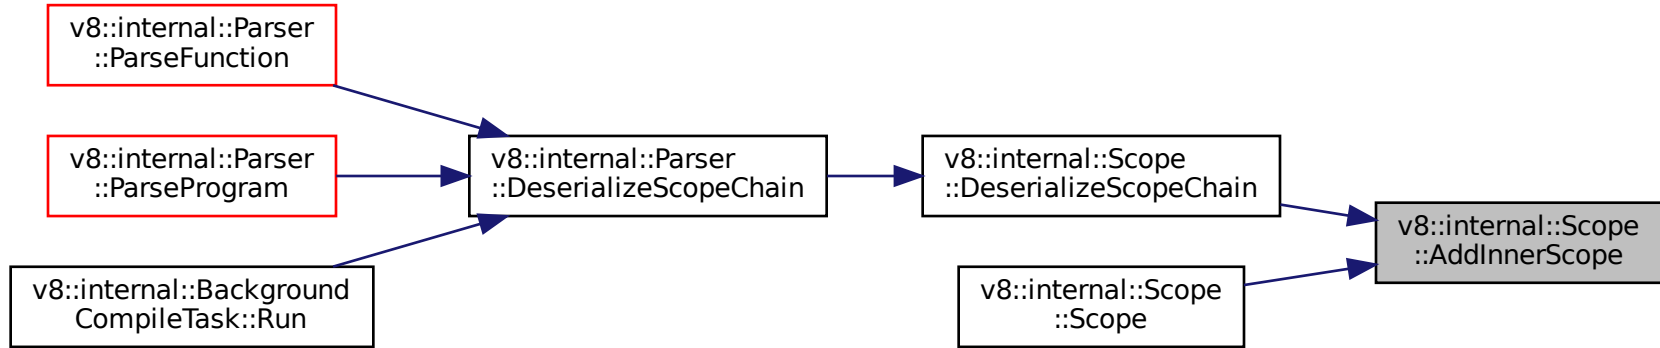 v8::internal::Parser
::ParseFunction
v8::internal::Parser
::ParseProgram
v8::internal::Background
CompileTask::Run
v8::internal::Parser
::DeserializeScopeChain
v8::internal::Scope
::DeserializeScopeChain
v8::internal::Scope
::Scope
v8::internal::Scope
::AddInnerScope